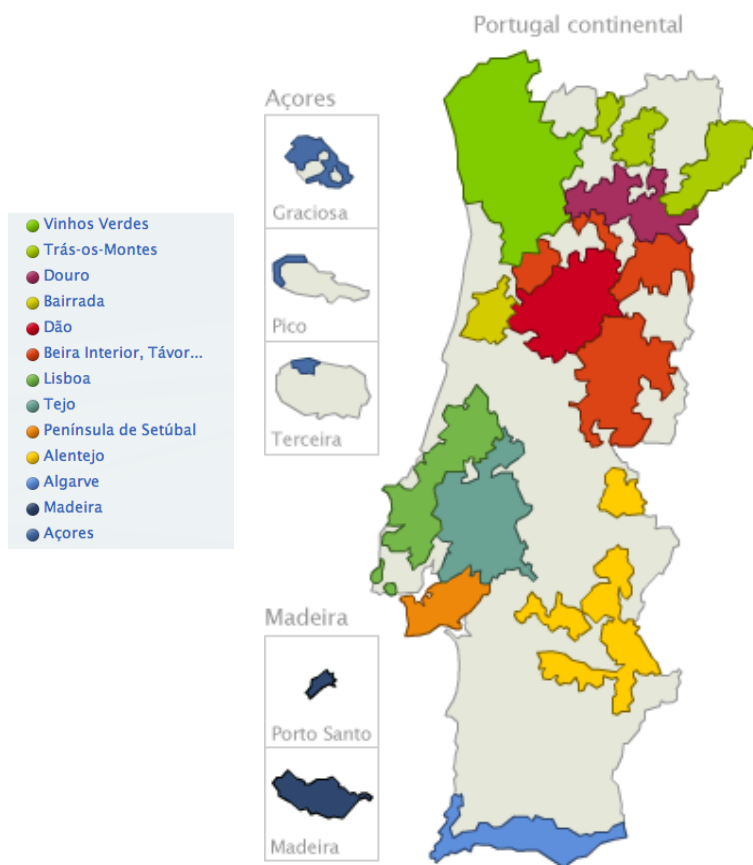 Portugal continental
Açores
Graciosa
Pico
Terceira
Vinhos Verdes
Trás-os-Montes
Douro
Bairrada
Dão
Beira Interior, Távor...
Lisboa
Tejo
Península de Setúbal
Alentejo
Algarve
Madeira
Açores
Madeira
Porto Santo
Madeira